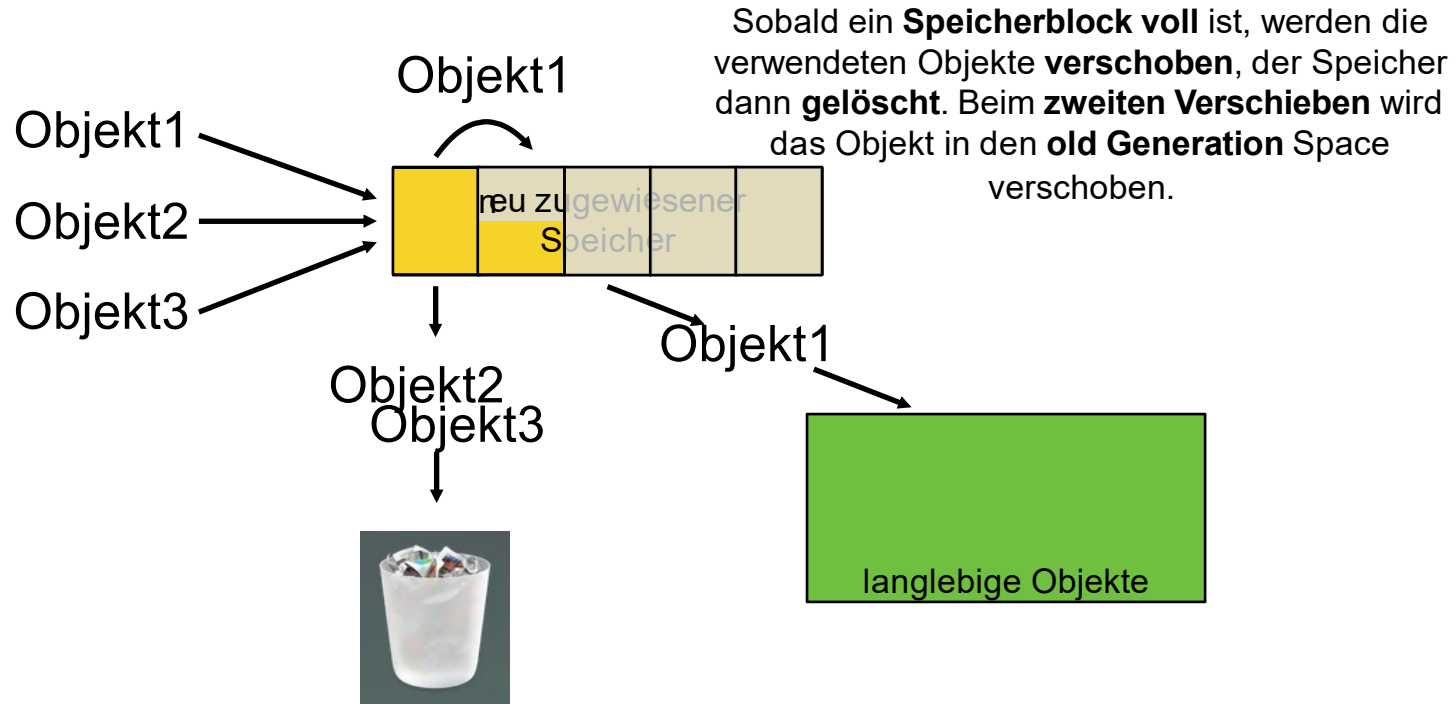 Sobald ein Speicherblock voll ist, werden die
verwendeten Objekte verschoben, der Speicher
dann gelöscht. Beim zweiten Verschieben wird
das Objekt in den old Generation Space
verschoben.
Objekt1
Objekt1
Objekt2
Objekt3
neu zugewiesener
Speicher
Objekt1
Objekt2
Objekt3
langlebige Objekte